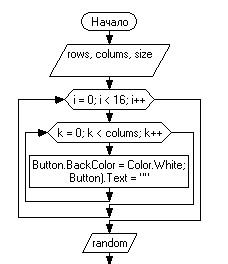 Начало
rows, colums, size
i = 0; i < 16; i++
k = 0; k < colums; k++
Button.BackColor = Color.White;
Button).Text = ""
random